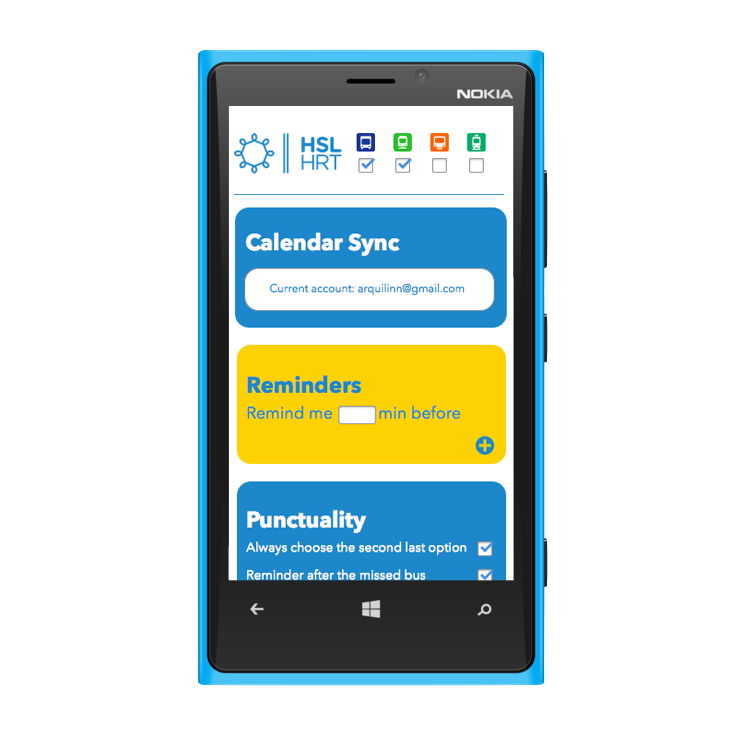 NOKIA
HSL
HRT
Calendar Sync
Current account: arquilinn@gmail.com
Reminders
Remind me min before
Punctuality
Always choose the second last option
Reminder after the missed bus